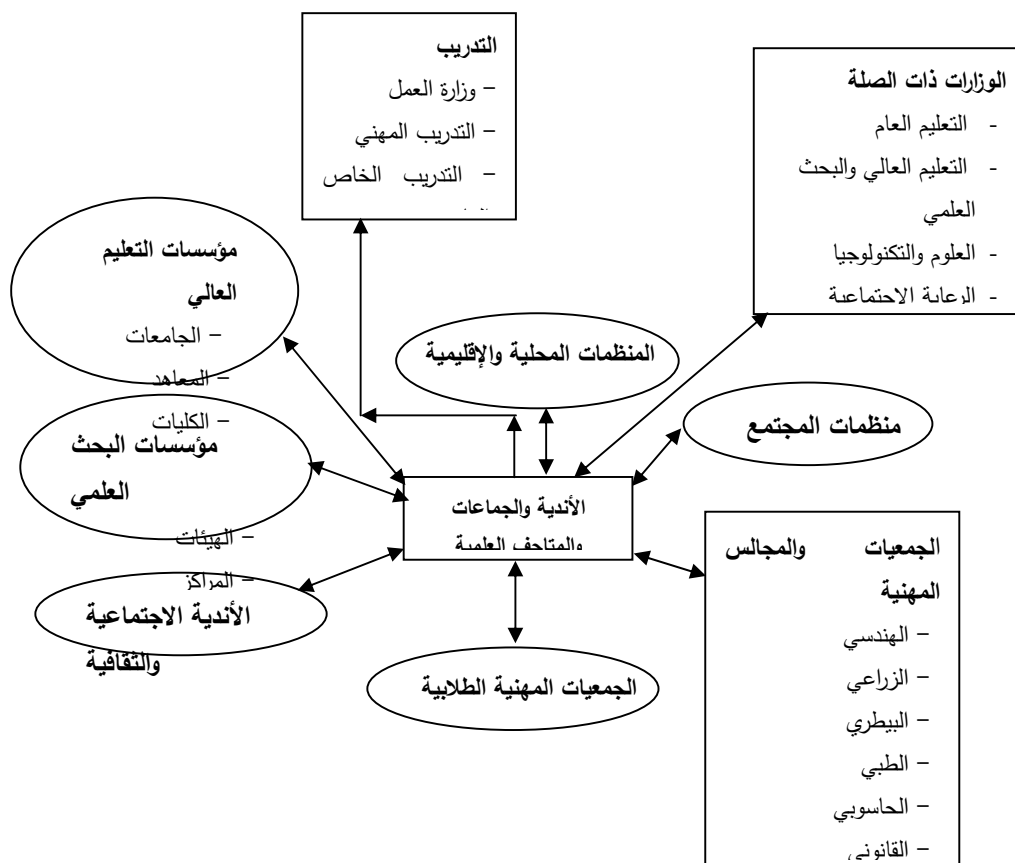 التدريب
– وزارة العمل
– التدريب المهني
– التدريب الخاص
الوزارات ذات الصلة
- التعليم العام
- التعليم العالي والبحث
العلمي
- العلوم والتكنولوجيا
- الرعاية الاجتماعية
مؤسسات التعليم
العالي
– الجامعات
– المعاهد
– الكليات
المنظمات المحلية والإقليمية
منظمات المجتمع
مؤسسات البحث
العلمي
– الهيئات
– المراكز
الأندية والجماعات
والمتاحف العلمية
الجمعيات والمجالس
المهنية
– الهندسي
– الزراعي
– البيطري
– الطبي
– الحاسوبي
– القانوني
الأندية الاجتماعية
والثقافية
الجمعيات المهنية الطلابية